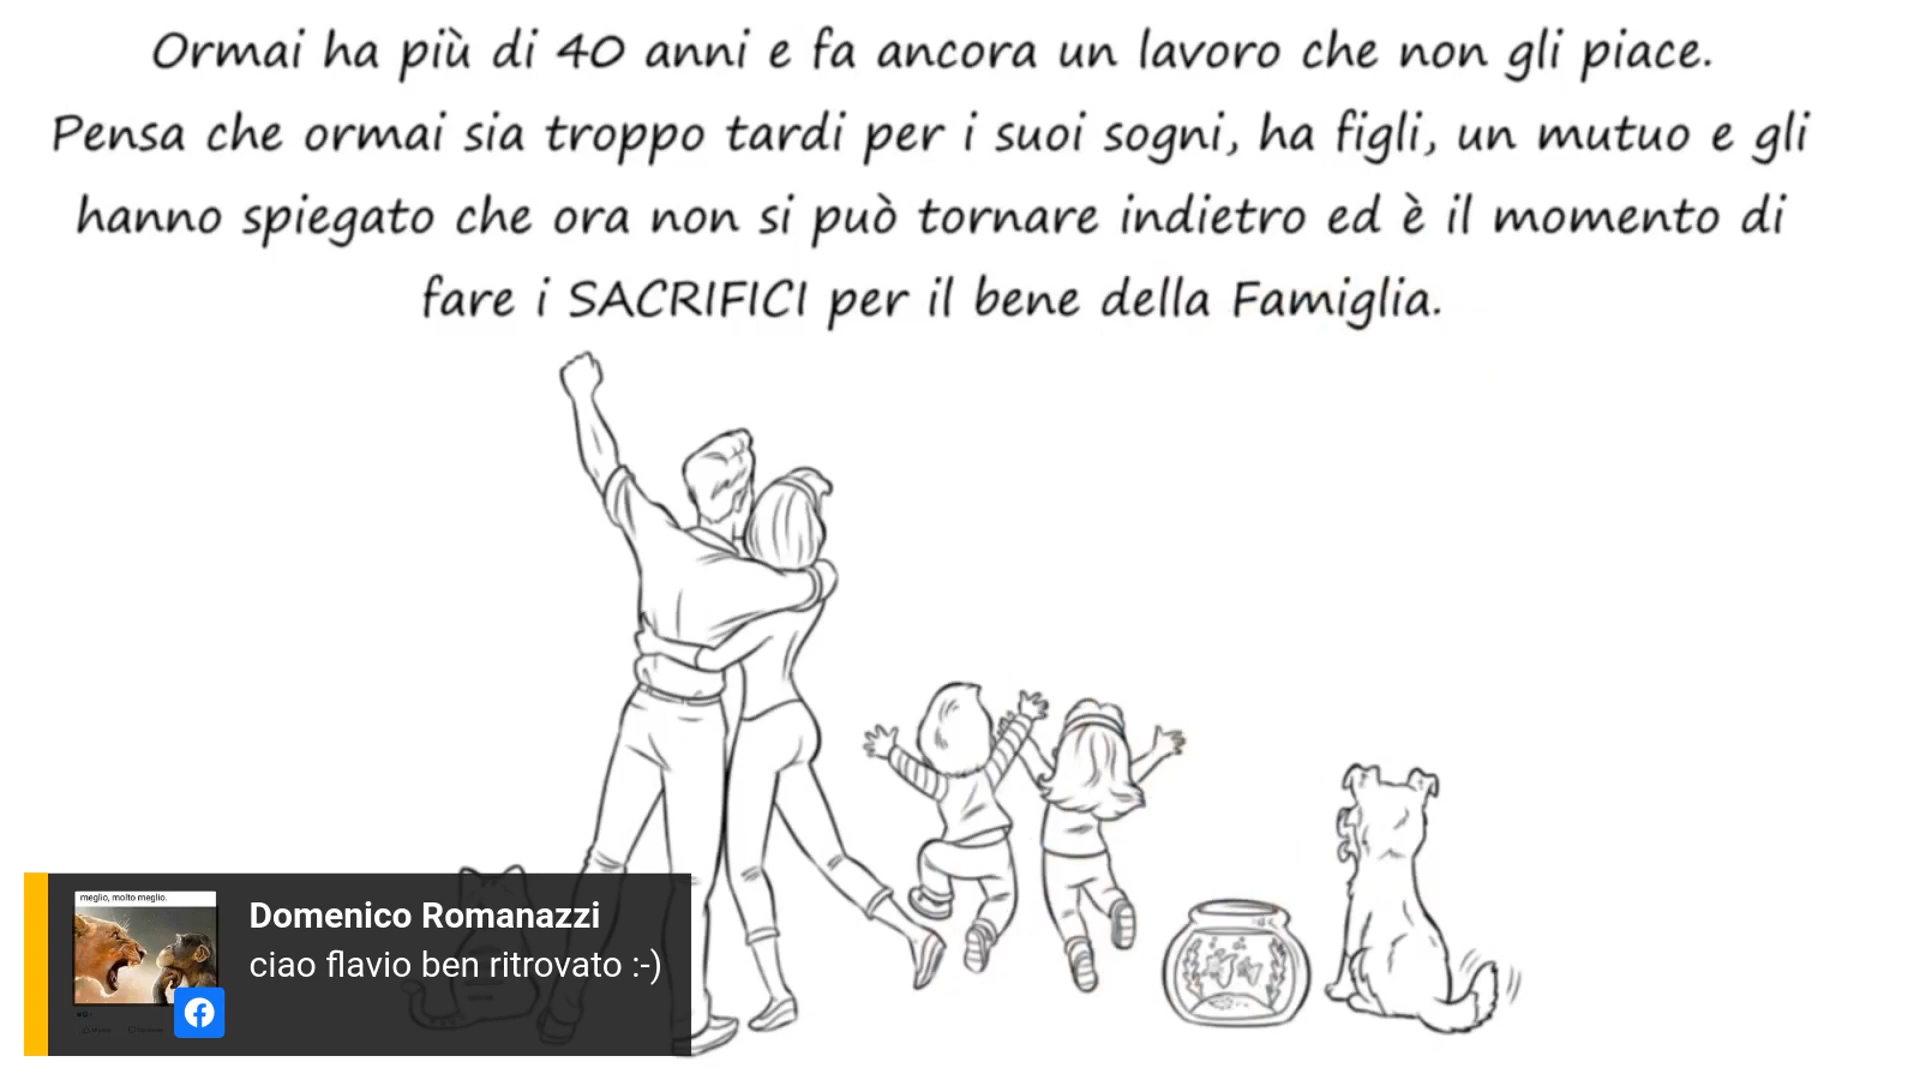 Ormai ha più di 40 anni e fa ancora un lavoro che non gli piace.
Pensa che ormai sia troppo tardi per i suoi sogni, ha figli, un mutuo e gli
hanno spiegato che ora non si può tornare indietro ed è il momento di
fare i SACRIFICI per il bene della Famiglia.
meglio, molto meglio.
Domenico Romanazzi
ciao flavio ben ritrovato :-)